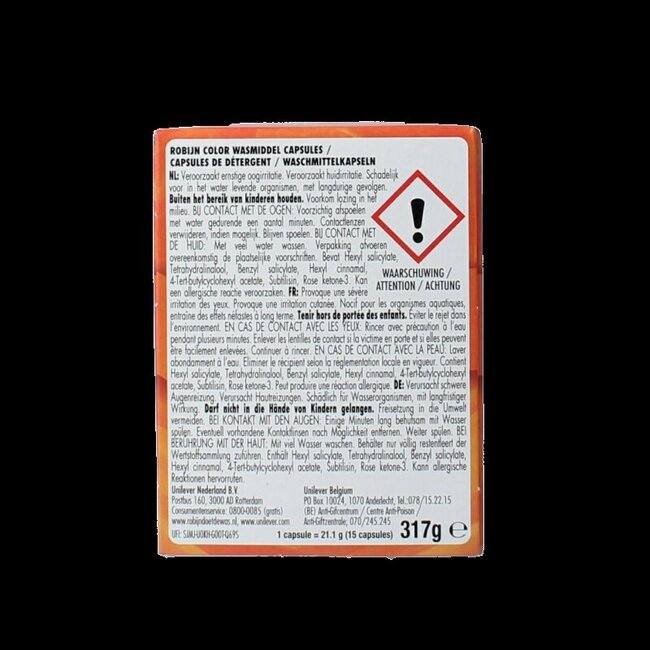 ROBIJN COLOR WASMIDDEL CAPSULES /
CAPSULES DE DÉTERGENT / WASCHMITTELKAPSELN
NL: Veroorzaakt ernstige oogirritatie. Veroorzaakt huidirritatie. Schadelijk
voor in het water levende organismen, met langdurige gevolgen.
Buiten het bereik van kinderen houden. Voorkom lozing in het
milieu. BIJ CONTACT MET DE OGEN: Voorzichtig afspoelen
met water gedurende een aantal minuten. Contactlenzen
verwijderen, indien mogelijk. Blijven spoelen. BIJ CONTACT MET
DE HUID: Met veel water wassen. Verpakking afvoeren
overeenkomstig de plaatselijke voorschriften. Bevat Hexyl salicylate,
Tetrahydralinalool, Benzyl salicylate, Hexyl cinnamal,
4-Tert-butylcyclohexyl acetate, Subtilisin, Rose ketone-3. Kan
een allergische reactie veroorzaken. FR: Provoque une sévère
irritation des yeux. Provoque une irritation cutanée. Nocif pour les organismes aquatiques,
entraîne des effets néfastes à long terme. Tenir hors de portée des enfants. Éviter le rejet dans
l'environnement. EN CAS DE CONTACT AVEC LES YEUX: Rincer avec précaution à l'eau
pendant plusieurs minutes. Enlever les lentilles de contact si la victime en porte et si elles peuvent
être facilement enlevées. Continuer à rincer. EN CAS DE CONTACT AVEC LA PEAU: Laver
abondamment à l'eau. Éliminer le récipient selon la réglementation locale en vigueur. Contient
Hexyl salicylate, Tetrahydralinalool, Benzyl salicylate, Hexyl cinnamal, 4-Tert-butylcyclohexyl
acetate, Subtilisin, Rose ketone-3. Peut produire une réaction allergique. DE: Verursacht schwere
Augenreizung. Verursacht Hautreizungen. Schädlich für Wasserorganismen, mit langfristiger
Wirkung. Darf nicht in die Hände von Kindern gelangen. Freisetzung in die Umwelt
vermeiden. BEI KONTAKT MIT DEN AUGEN: Einige Minuten lang behutsam mit Wasser
spülen. Eventuell vorhandene Kontaktlinsen nach Möglichkeit entfernen. Weiter spülen. BEI
BERÜHRUNG MIT DER HAUT: Mit viel Wasser waschen. Behälter nur völlig restentleert der
Wertstoffsammlung zuführen. Enthält Hexyl salicylate, Tetrahydralinalool, Benzyl salicylate,
Hexyl cinnamal, 4-Tert-butylcyclohexyl acetate, Subtilisin, Rose ketone-3. Kann allergische
Reaktionen hervorrufen.
WAARSCHUWING /
ATTENTION / ACHTUNG
Unilever Nederland B.V.
Postbus 160, 3000 AD Rotterdam
Consumentenservice: 0800-0085 (gratis)
www.robijndoetdewas.nl, www.unilever.com
UFI: SJMJ-U0KH-G00T-Q69S
Unilever Belgium
PO Box 10024, 1070 Anderlecht, Tel.:078/15.22.15
(BE) Anti-Gifcentrum / Centre Anti-Poison /
Anti-Giftzentrale; 070/245.245
1 capsule = 21.1 g (15 capsules) 317g ℮